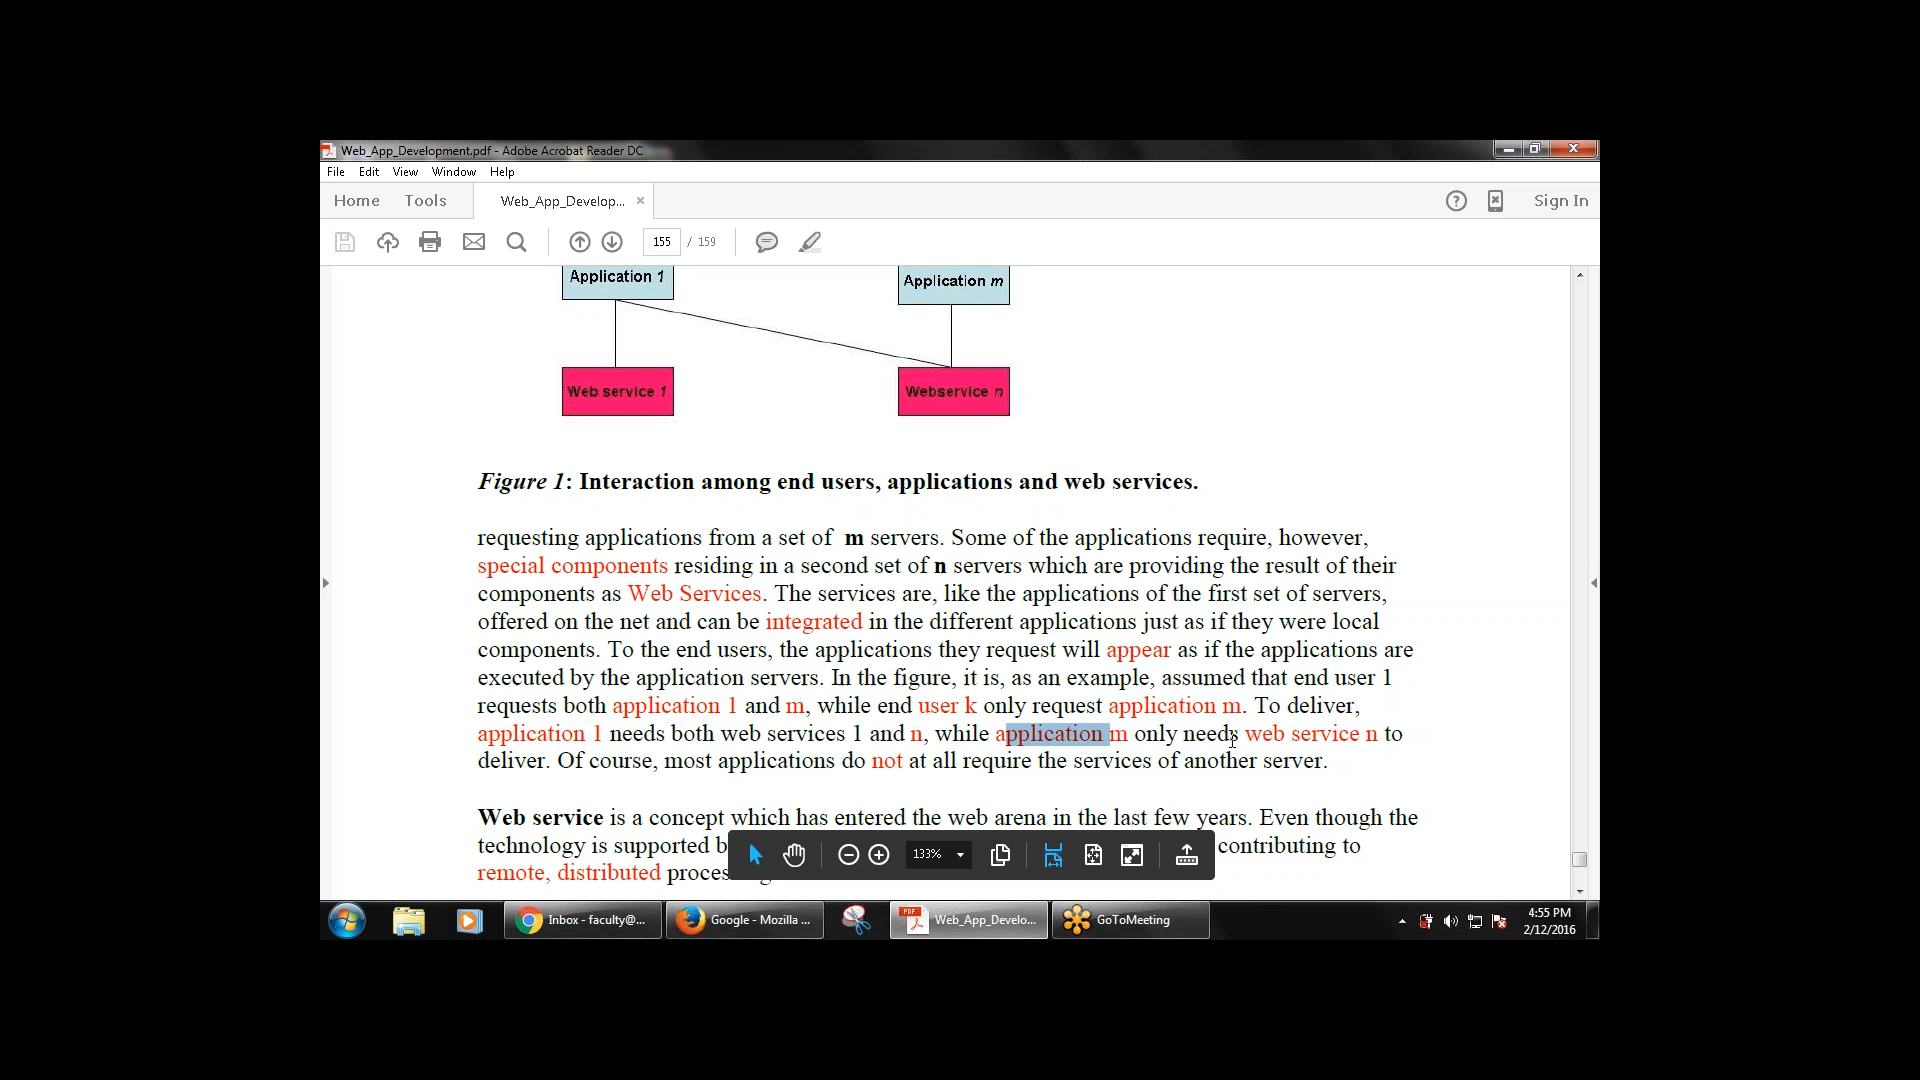 Web_App_Development.pdf - Adobe Acrobat Reader DC
File Edit View Window Help
Home Tools Web_App_Develop... × Sign In
155 / 159
Application 1 Application m
Web service 1 Webservice n
Figure 1: Interaction among end users, applications and web services.
requesting applications from a set of m servers. Some of the applications require, however,
special components residing in a second set of n servers which are providing the result of their
components as Web Services. The services are, like the applications of the first set of servers,
offered on the net and can be integrated in the different applications just as if they were local
components. To the end users, the applications they request will appear as if the applications are
executed by the application servers. In the figure, it is, as an example, assumed that end user 1
requests both application 1 and m, while end user k only request application m. To deliver,
application 1 needs both web services 1 and n, while application m only needs web service n to
deliver. Of course, most applications do not at all require the services of another server.
Web service is a concept which has entered the web arena in the last few years. Even though the
technology is supported b contributing to
remote, distributed proces
133%
Inbox - faculty@... Google - Mozilla ... PDF Web_App_Develo... GoToMeeting 4:55 PM
2/12/2016